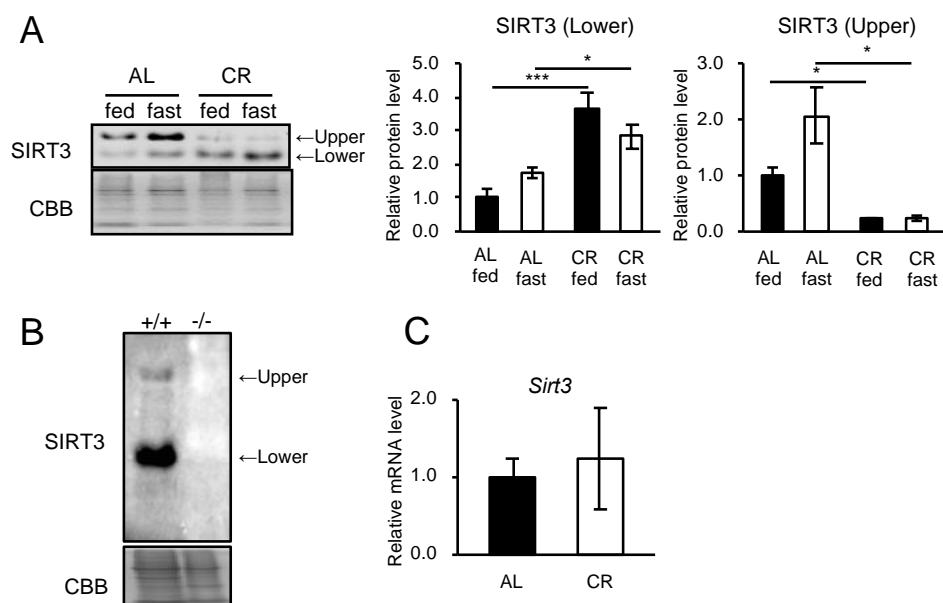 A
AL CR
fed fast fed fast
SIRT3
←Upper
←Lower
CBB
SIRT3 (Lower)
Relative protein level
5.0
4.0
3.0
2.0
1.0
0.0
***
*
AL fed
AL fast
CR fed
CR fast
SIRT3 (Upper)
Relative protein level
3.0
2.0
1.0
0.0
*
*
AL fed
AL fast
CR fed
CR fast
B
+/+ -/-
SIRT3
←Upper
←Lower
CBB
C
Sirt3
Relative mRNA level
2.0
1.0
0.0
AL
CR